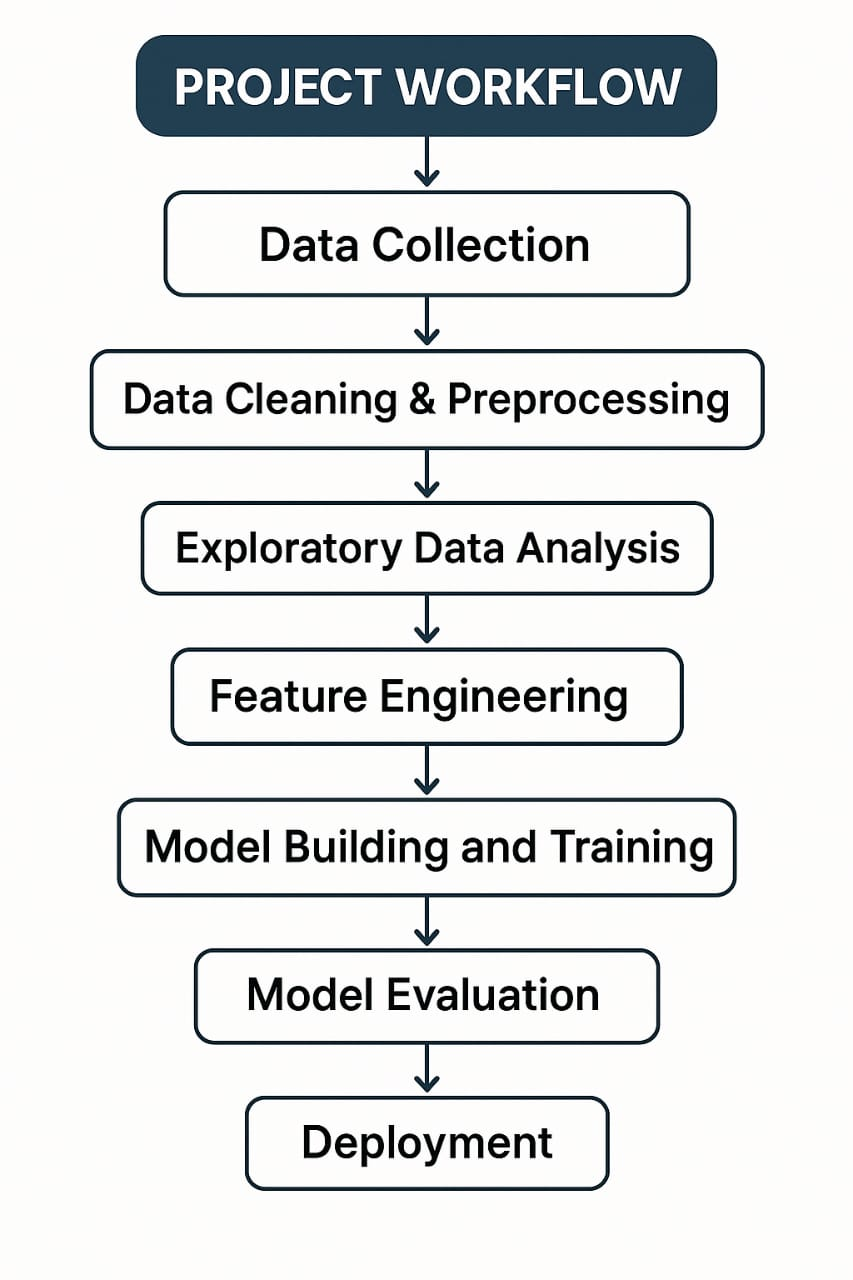 PROJECT WORKFLOW
Data Collection
Data Cleaning & Preprocessing
Exploratory Data Analysis
Feature Engineering
Model Building and Training
Model Evaluation
Deployment